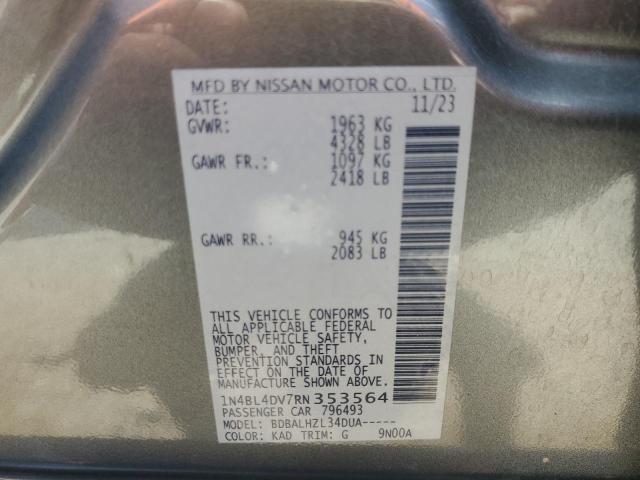 MFD BY NISSAN MOTOR CO., LTD.
DATE: 11/23
GVWR: 1963 KG
4328 LB
GAWR FR.: 1097 KG
2418 LB
GAWR RR.: 945 KG
2083 LB
THIS VEHICLE CONFORMS TO
ALL APPLICABLE FEDERAL
MOTOR VEHICLE SAFETY,
BUMPER, AND THEFT
PREVENTION STANDARDS IN
EFFECT ON THE DATE OF
MANUFACTURE SHOWN ABOVE.
1N4BL4DV7RN353564
PASSENGER CAR 796493
MODEL: BDBALHZL34DUA-----
COLOR: KAD TRIM: G 9N00A